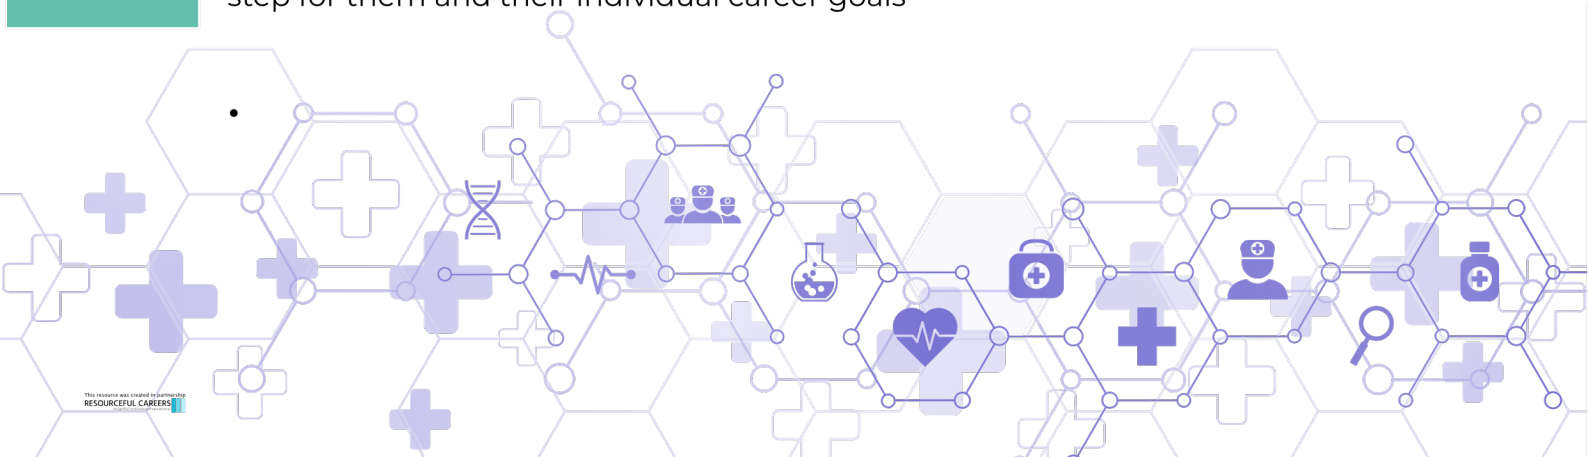 step for them and their individual career goals
•
This resource was created in partnership
RESOURCEFUL CAREERS